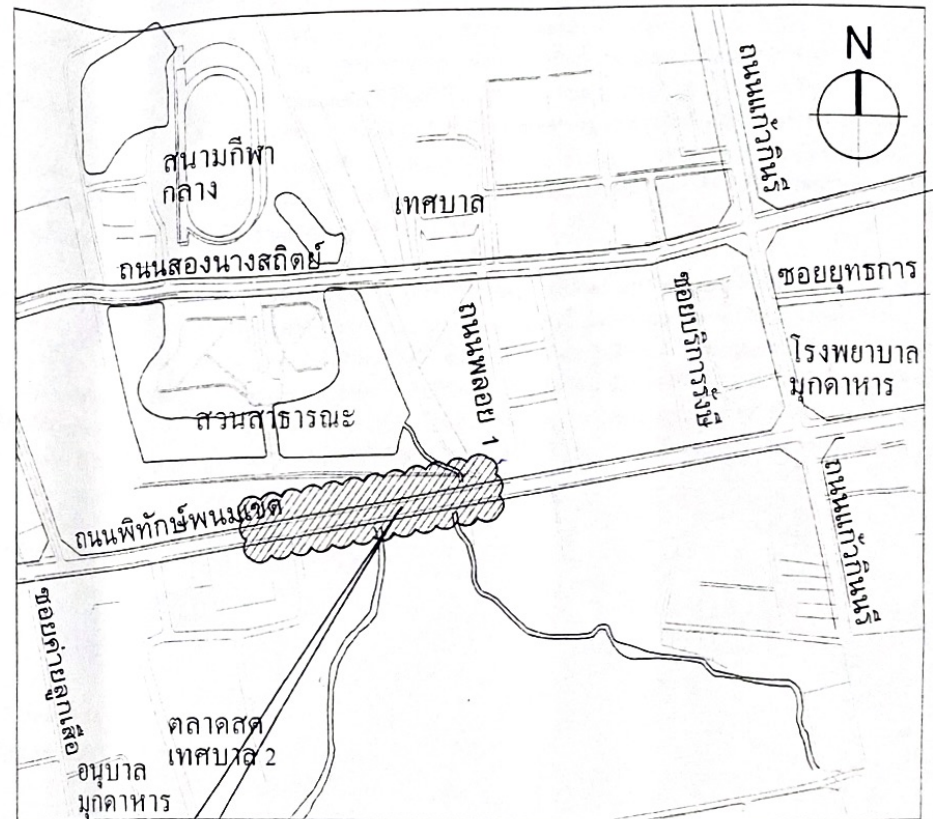 N
ถนนแก้วกินรี
สนามกีฬา
กลาง
เทศบาล
ถนนสองนางสถิตย์
ซอยยุทธการ
ถนนพลอย 1
ซอยบริการรังษี
โรงพยาบาล
มุกดาหาร
สวนสาธารณะ
ถนนพิทักษ์พนมเขต
ถนนแก้วกินนรี
ซอยค่ายลูกเสือ
ตลาดสด
เทศบาล 2
อนุบาล
มุกดาหาร